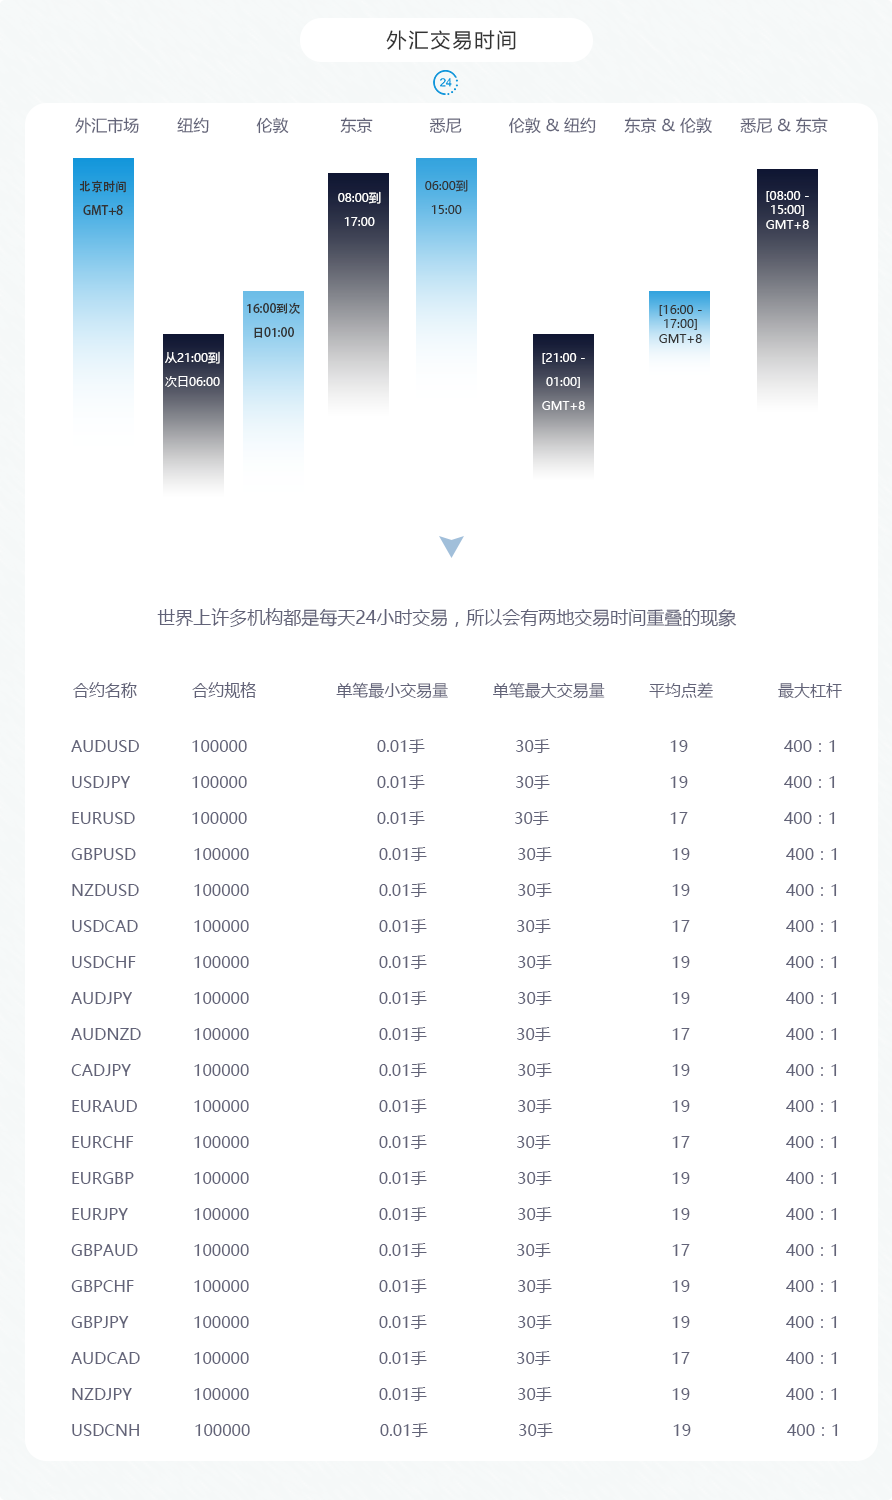 外汇交易时间
24
外汇市场 纽约 伦敦 东京 悉尼 伦敦 & 纽约 东京 & 伦敦 悉尼 & 东京
北京时间
GMT+8
从21:00到
次日06:00
16:00到次
日01:00
08:00到
17:00
06:00到
15:00
[21:00 -
01:00]
GMT+8
[16:00 -
17:00]
GMT+8
[08:00 -
15:00]
GMT+8
世界上许多机构都是每天24小时交易，所以会有两地交易时间重叠的现象
合约名称 合约规格 单笔最小交易量 单笔最大交易量 平均点差 最大杠杆
AUDUSD 100000 0.01手 30手 19 400：1
USDJPY 100000 0.01手 30手 19 400：1
EURUSD 100000 0.01手 30手 17 400：1
GBPUSD 100000 0.01手 30手 19 400：1
NZDUSD 100000 0.01手 30手 19 400：1
USDCAD 100000 0.01手 30手 17 400：1
USDCHF 100000 0.01手 30手 19 400：1
AUDJPY 100000 0.01手 30手 19 400：1
AUDNZD 100000 0.01手 30手 17 400：1
CADJPY 100000 0.01手 30手 19 400：1
EURAUD 100000 0.01手 30手 19 400：1
EURCHF 100000 0.01手 30手 17 400：1
EURGBP 100000 0.01手 30手 19 400：1
EURJPY 100000 0.01手 30手 19 400：1
GBPAUD 100000 0.01手 30手 17 400：1
GBPCHF 100000 0.01手 30手 19 400：1
GBPJPY 100000 0.01手 30手 19 400：1
AUDCAD 100000 0.01手 30手 17 400：1
NZDJPY 100000 0.01手 30手 19 400：1
USDCNH 100000 0.01手 30手 19 400：1